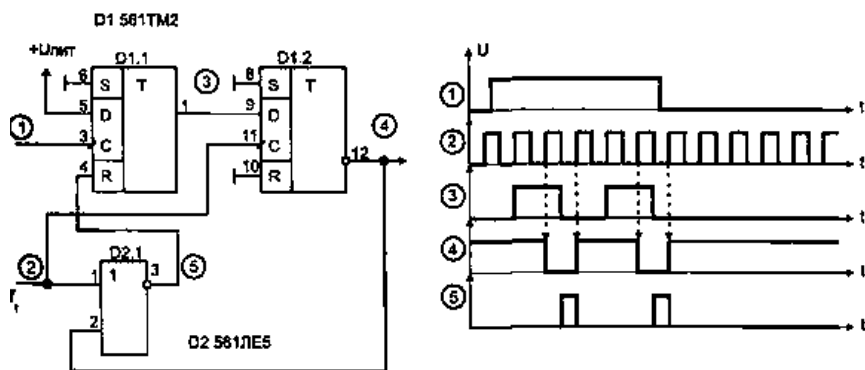 D1 561ТМ2
+Uпит
D1.1
D1.2
6 S T
5 D
3 C
4 R
1
8 S T
9 D
11 C
10 R
12
①
②
③
④
⑤
D2.1
1 1 3
2
D2 561ЛЕ5
U
① t
② t
③ t
④ t
⑤ t